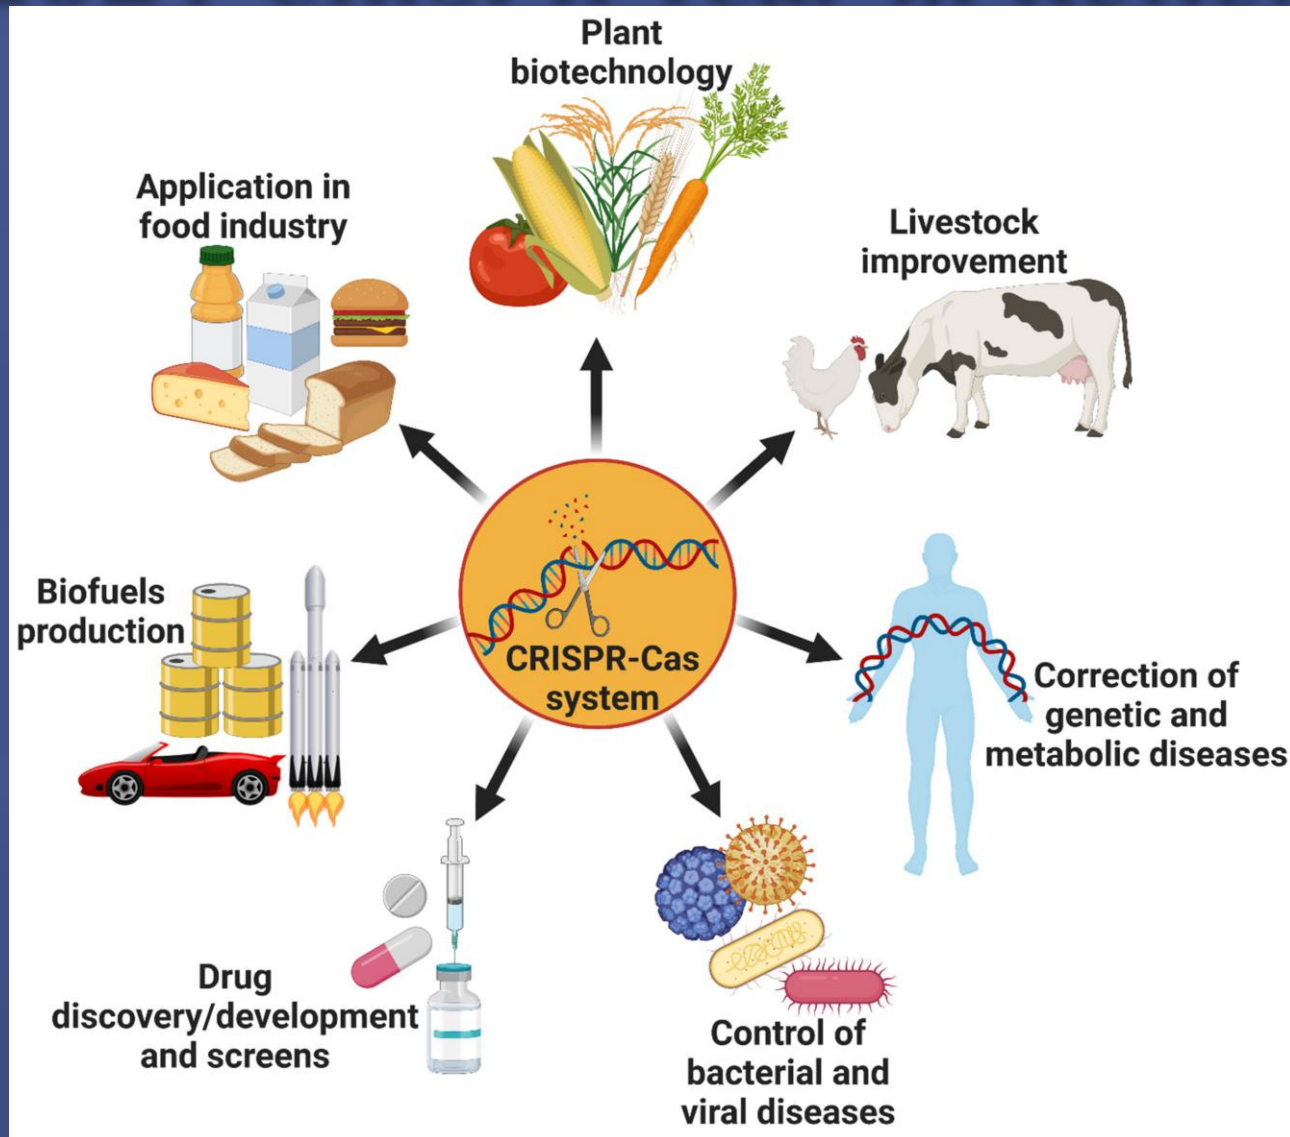 Plant
biotechnology
Application in
food industry
Livestock
improvement
Biofuels
production
CRISPR-Cas
system
Correction of
genetic and
metabolic diseases
Drug
discovery/development
and screens
Control of
bacterial and
viral diseases